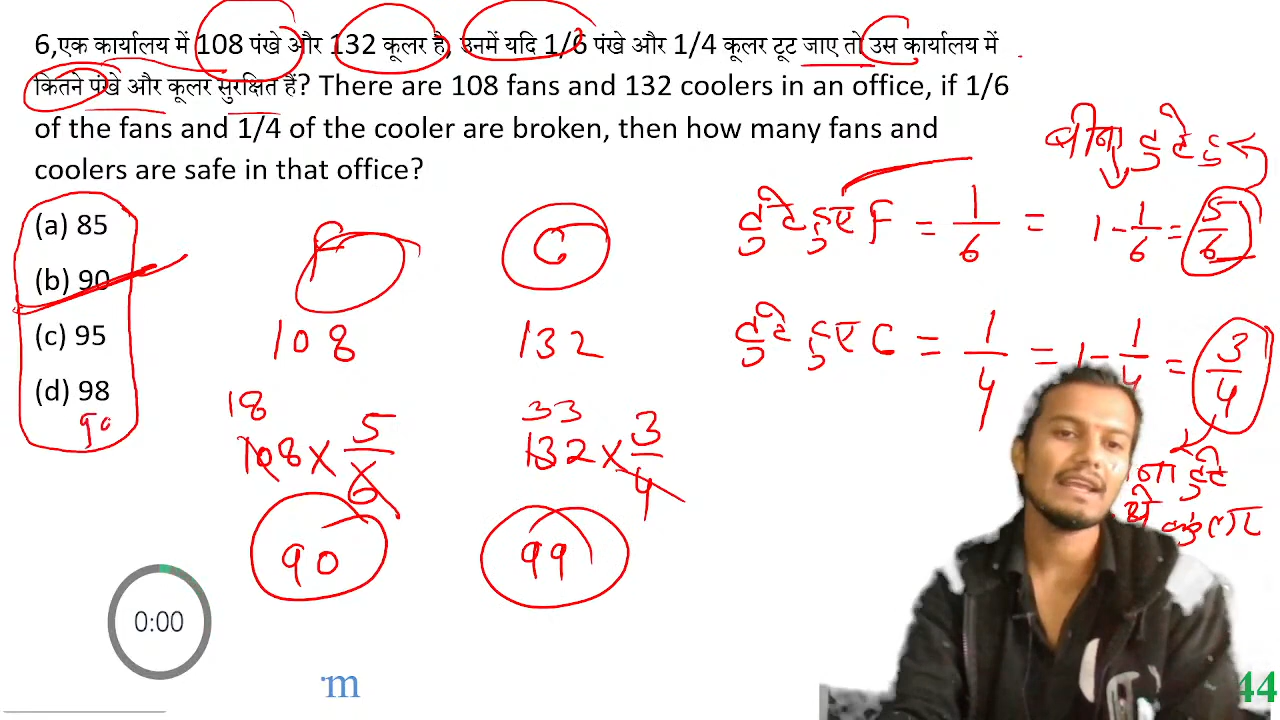 6,एक कार्यालय में 108 पंखे और 132 कूलर है, उनमें यदि 1/6 पंखे और 1/4 कूलर टूट जाए तो उस कार्यालय में
कितने पंखे और कूलर सुरक्षित हैं? There are 108 fans and 132 coolers in an office, if 1/6
of the fans and 1/4 of the cooler are broken, then how many fans and
coolers are safe in that office?
(a) 85
(b) 90
(c) 95
(d) 98
90
F
C
108
132
18
108 × 5/6
33
132 × 3/4
90
99
टुटे हुए F = 1/6 = 1 - 1/6 = 5/6
टुटे हुए C = 1/4 = 1 - 1/4 = 3/4
बीना टुटे हु
ना टुटे
कुलर
0:00
m
44